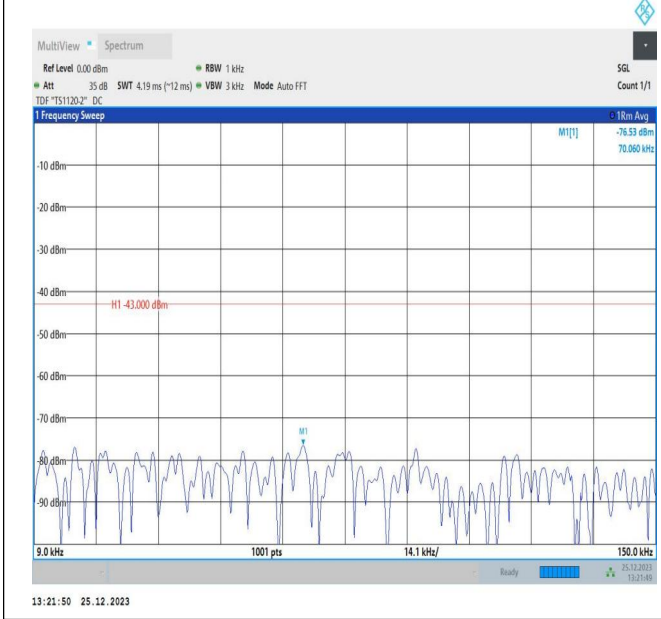 R&S
MultiView Spectrum
Ref Level 0.00 dBm RBW 1 kHz SGL
Att 35 dB SWT 4.19 ms (~12 ms) VBW 3 kHz Mode Auto FFT Count 1/1
TDF "TS1120-2" DC
1 Frequency Sweep 1Rm Avg
M1[1] -76.53 dBm
70.060 kHz
-10 dBm
-20 dBm
-30 dBm
-40 dBm
H1 -43.000 dBm
-50 dBm
-60 dBm
-70 dBm
M1
-80 dBm
-90 dBm
9.0 kHz 1001 pts 14.1 kHz/ 150.0 kHz
Ready 25.12.2023
13:21:49
13:21:50 25.12.2023